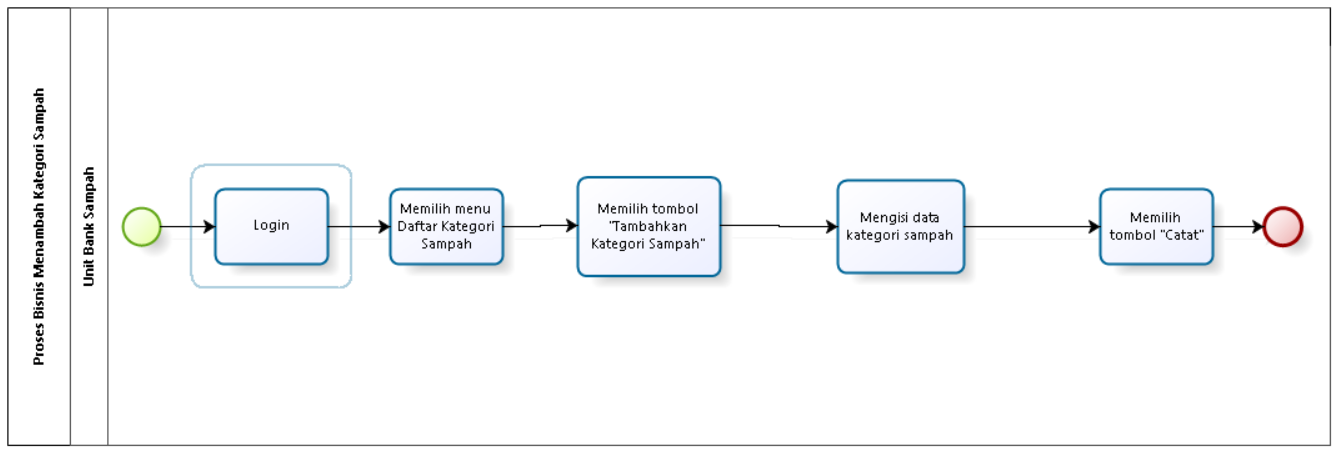 Proses Bisnis Menambah Kategori Sampah
Unit Bank Sampah
Login
Memilih menu
Daftar Kategori
Sampah
Memilih tombol
"Tambahkan
Kategori Sampah"
Mengisi data
kategori sampah
Memilih
tombol "Catat"